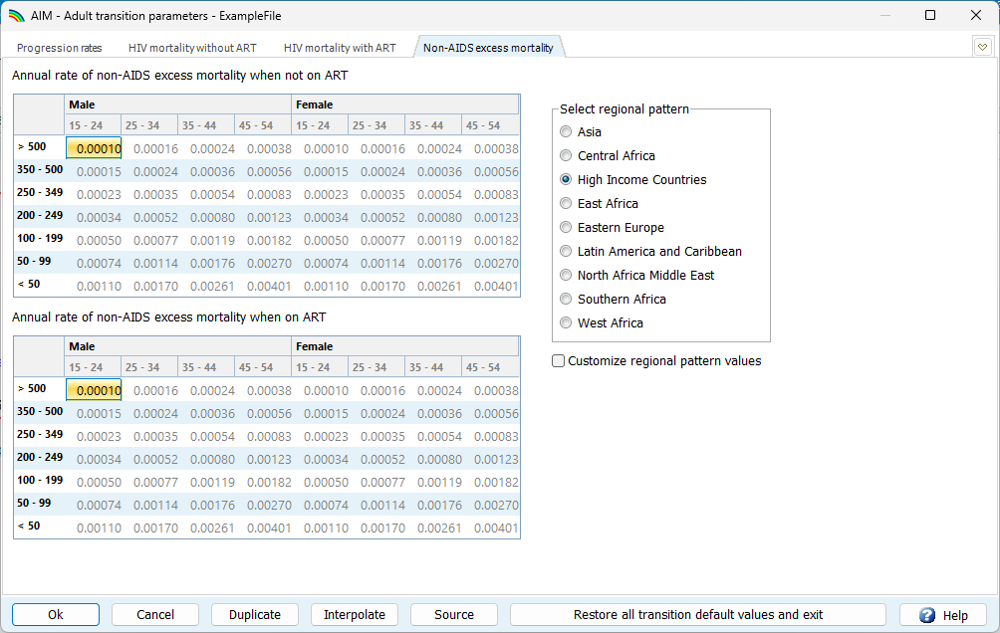 AIM - Adult transition parameters - ExampleFile
Progression rates HIV mortality without ART HIV mortality with ART Non-AIDS excess mortality
Annual rate of non-AIDS excess mortality when not on ART
Male Female
15 - 24 25 - 34 35 - 44 45 - 54 15 - 24 25 - 34 35 - 44 45 - 54
> 500 0.00010 0.00016 0.00024 0.00038 0.00010 0.00016 0.00024 0.00038
350 - 500 0.00015 0.00024 0.00036 0.00056 0.00015 0.00024 0.00036 0.00056
250 - 349 0.00023 0.00035 0.00054 0.00083 0.00023 0.00035 0.00054 0.00083
200 - 249 0.00034 0.00052 0.00080 0.00123 0.00034 0.00052 0.00080 0.00123
100 - 199 0.00050 0.00077 0.00119 0.00182 0.00050 0.00077 0.00119 0.00182
50 - 99 0.00074 0.00114 0.00176 0.00270 0.00074 0.00114 0.00176 0.00270
< 50 0.00110 0.00170 0.00261 0.00401 0.00110 0.00170 0.00261 0.00401
Annual rate of non-AIDS excess mortality when on ART
Male Female
15 - 24 25 - 34 35 - 44 45 - 54 15 - 24 25 - 34 35 - 44 45 - 54
> 500 0.00010 0.00016 0.00024 0.00038 0.00010 0.00016 0.00024 0.00038
350 - 500 0.00015 0.00024 0.00036 0.00056 0.00015 0.00024 0.00036 0.00056
250 - 349 0.00023 0.00035 0.00054 0.00083 0.00023 0.00035 0.00054 0.00083
200 - 249 0.00034 0.00052 0.00080 0.00123 0.00034 0.00052 0.00080 0.00123
100 - 199 0.00050 0.00077 0.00119 0.00182 0.00050 0.00077 0.00119 0.00182
50 - 99 0.00074 0.00114 0.00176 0.00270 0.00074 0.00114 0.00176 0.00270
< 50 0.00110 0.00170 0.00261 0.00401 0.00110 0.00170 0.00261 0.00401
Select regional pattern
Asia
Central Africa
High Income Countries
East Africa
Eastern Europe
Latin America and Caribbean
North Africa Middle East
Southern Africa
West Africa
Customize regional pattern values
Ok Cancel Duplicate Interpolate Source Restore all transition default values and exit Help